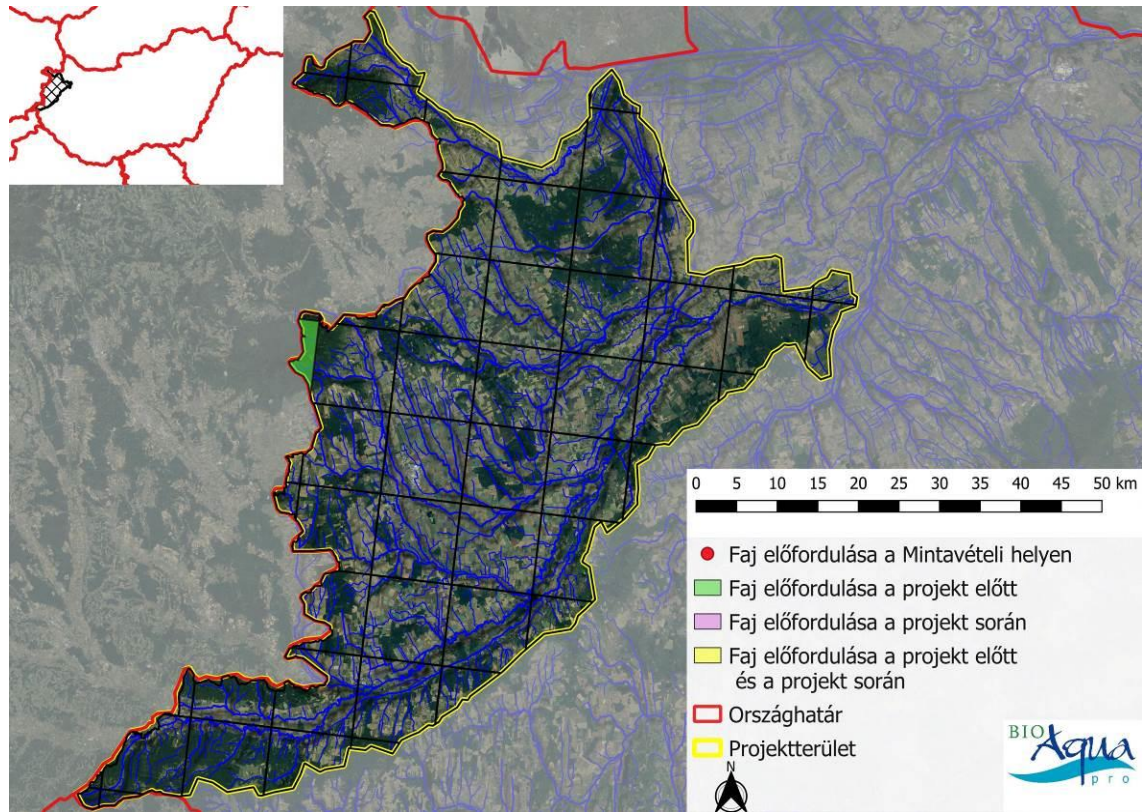 0 5 10 15 20 25 30 35 40 45 50 km
Faj előfordulása a Mintavételi helyen
Faj előfordulása a projekt előtt
Faj előfordulása a projekt során
Faj előfordulása a projekt előtt
és a projekt során
Országhatár
Projektterület
N
BIO
Aqua
pro